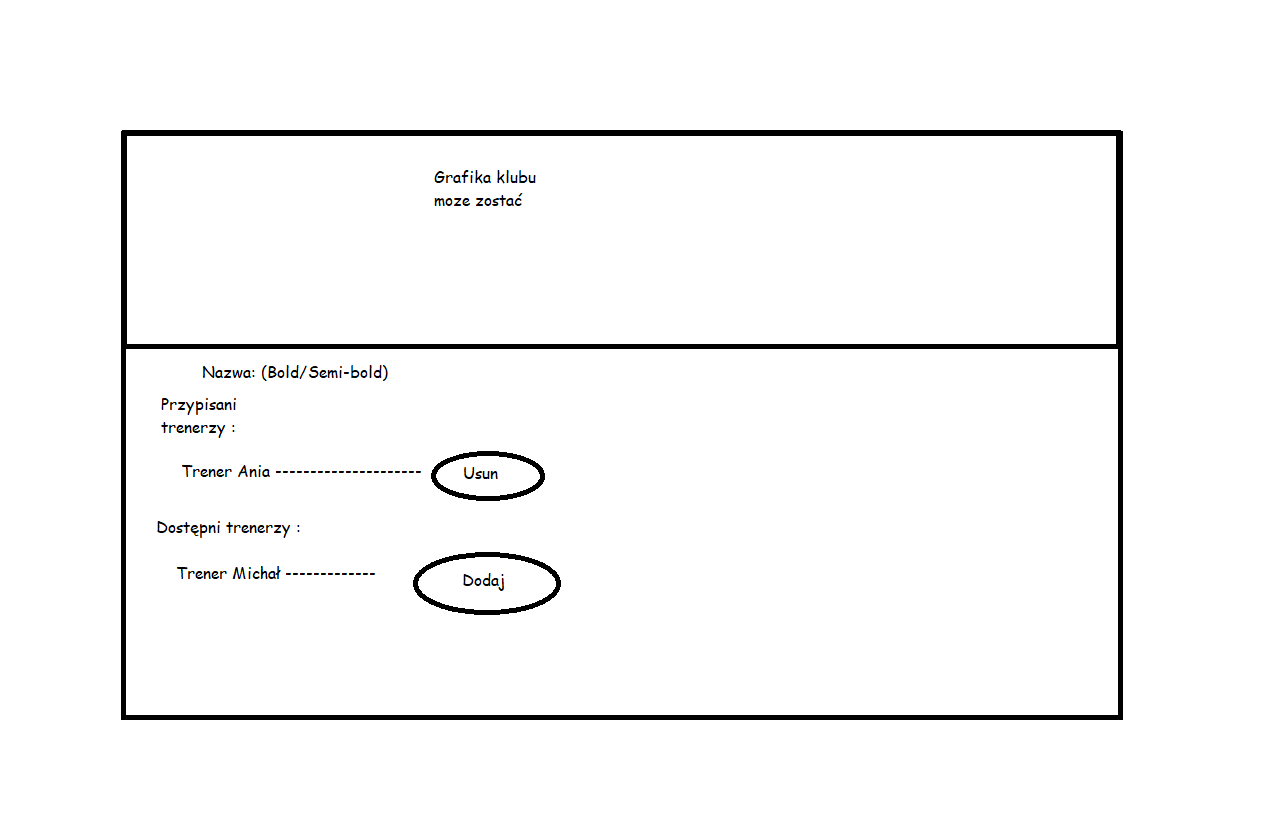 Grafika klubu
moze zostać
Nazwa: (Bold/Semi-bold)
Przypisani
trenerzy :
Trener Ania ---------------------
Usun
Dostępni trenerzy :
Trener Michał -------------
Dodaj